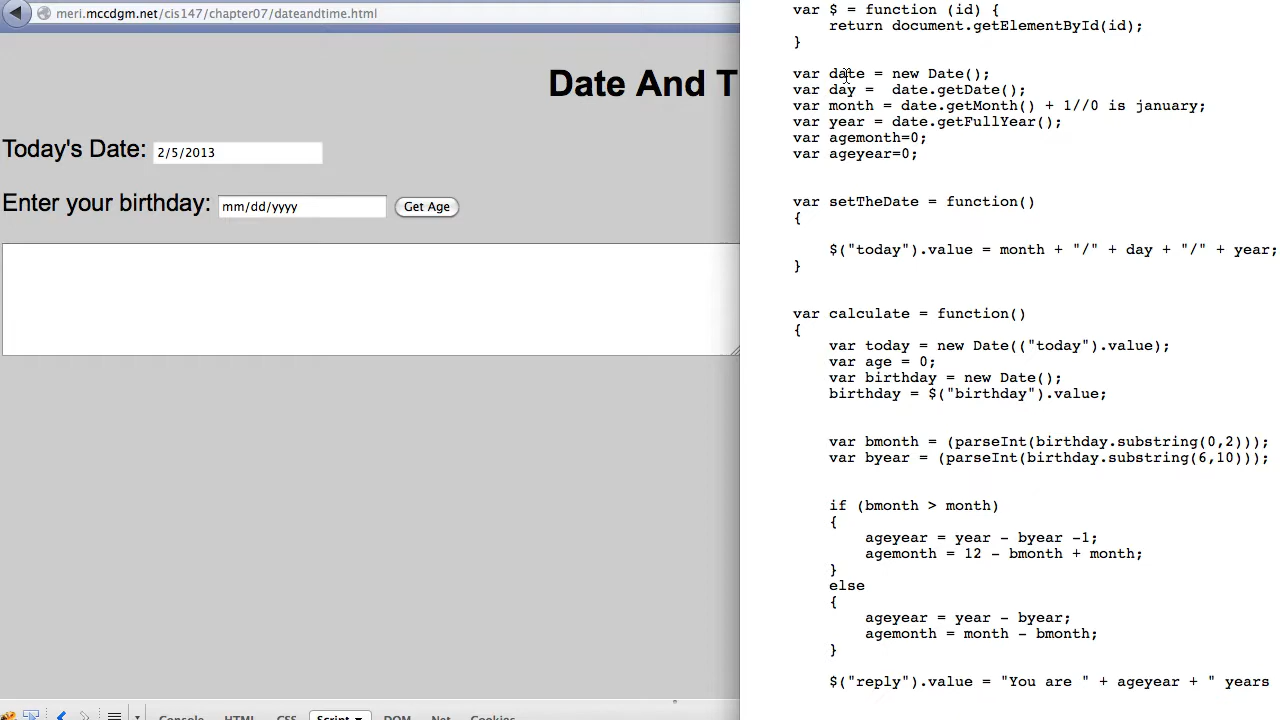 meri.mccdgm.net/cis147/chapter07/dateandtime.html
Date And T
Today's Date: 2/5/2013
Enter your birthday: mm/dd/yyyy Get Age
Console HTML CSS Script DOM Net Cookies
var $ = function (id) {
return document.getElementById(id);
}
var date = new Date();
var day =  date.getDate();
var month = date.getMonth() + 1//0 is january;
var year = date.getFullYear();
var agemonth=0;
var ageyear=0;
var setTheDate = function()
{
$("today").value = month + "/" + day + "/" + year;
}
var calculate = function()
{
var today = new Date(("today").value);
var age = 0;
var birthday = new Date();
birthday = $("birthday").value;
var bmonth = (parseInt(birthday.substring(0,2)));
var byear = (parseInt(birthday.substring(6,10)));
if (bmonth > month)
{
ageyear = year - byear -1;
agemonth = 12 - bmonth + month;
}
else
{
ageyear = year - byear;
agemonth = month - bmonth;
}
$("reply").value = "You are " + ageyear + " years